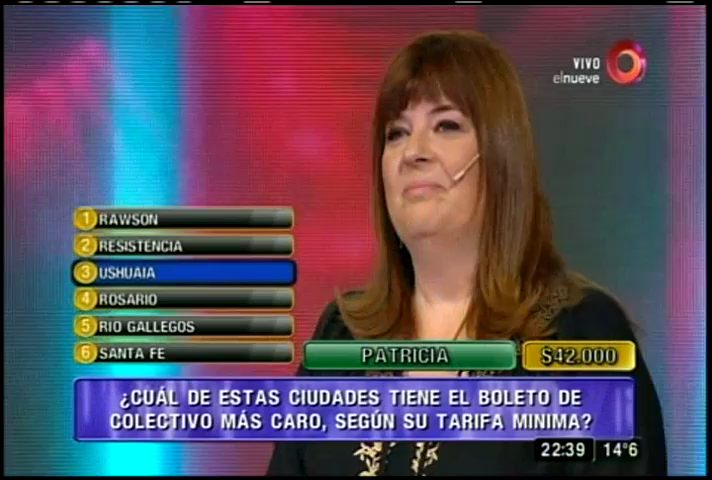 VIVO
elnueve
1 RAWSON
2 RESISTENCIA
3 USHUAIA
4 ROSARIO
5 RIO GALLEGOS
6 SANTA FE
PATRICIA
$42.000
¿CUÁL DE ESTAS CIUDADES TIENE EL BOLETO DE
COLECTIVO MÁS CARO, SEGÚN SU TARIFA MINIMA?
22:39 14°6